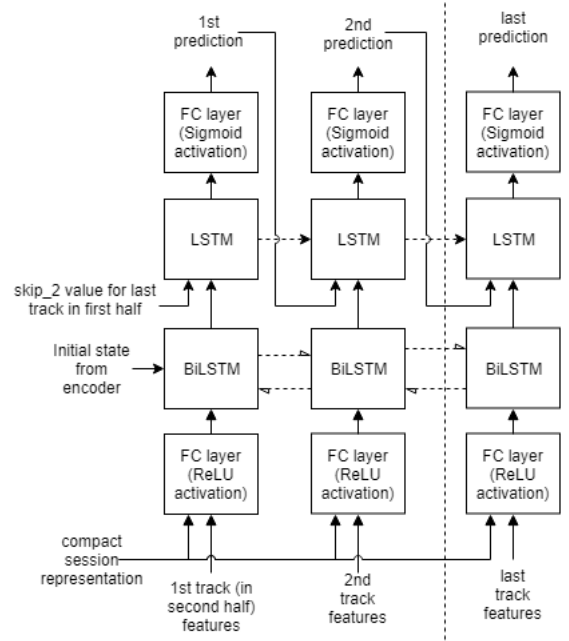 1st
prediction
2nd
prediction
last
prediction
FC layer
(Sigmoid
activation)
FC layer
(Sigmoid
activation)
FC layer
(Sigmoid
activation)
LSTM
LSTM
LSTM
skip_2 value for last
track in first half
Initial state
from
encoder
BiLSTM
BiLSTM
BiLSTM
FC layer
(ReLU
activation)
FC layer
(ReLU
activation)
FC layer
(ReLU
activation)
compact
session
representation
1st track (in
second half)
features
2nd
track
features
last
track
features